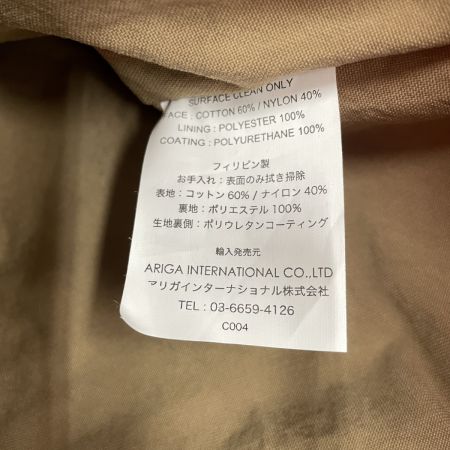 SURFACE CLEAN ONLY
FACE : COTTON 60% / NYLON 40%
LINING : POLYESTER 100%
COATING : POLYURETHANE 100%
フィリピン製
お手入れ : 表面のみ拭き掃除
表地 : コットン 60% / ナイロン 40%
裏地 : ポリエステル 100%
生地裏側 : ポリウレタンコーティング
輸入発売元
ARIGA INTERNATIONAL CO.,LTD
マリガインターナショナル株式会社
TEL : 03-6659-4126
C004